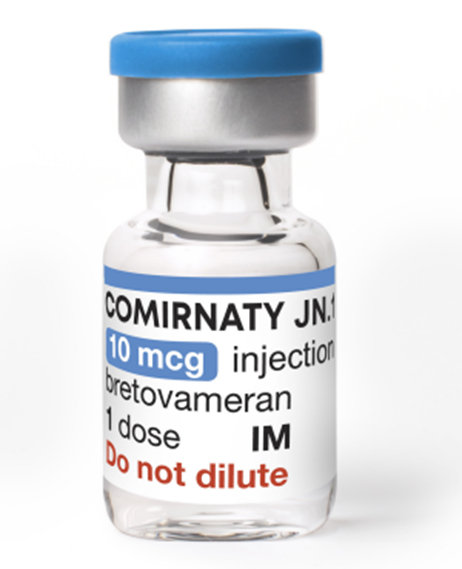 COMIRNATY JN.1
10 mcg injection
bretovameran
1 dose IM
Do not dilute